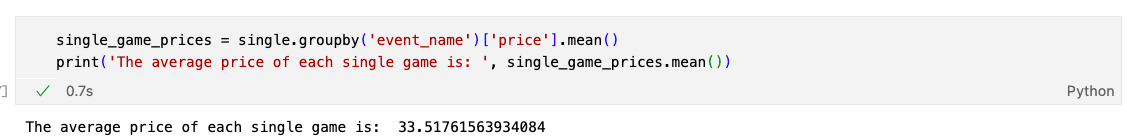 single_game_prices = single.groupby('event_name')['price'].mean()
print('The average price of each single game is: ', single_game_prices.mean())
✓ 0.7s Python
The average price of each single game is:  33.51761563934084